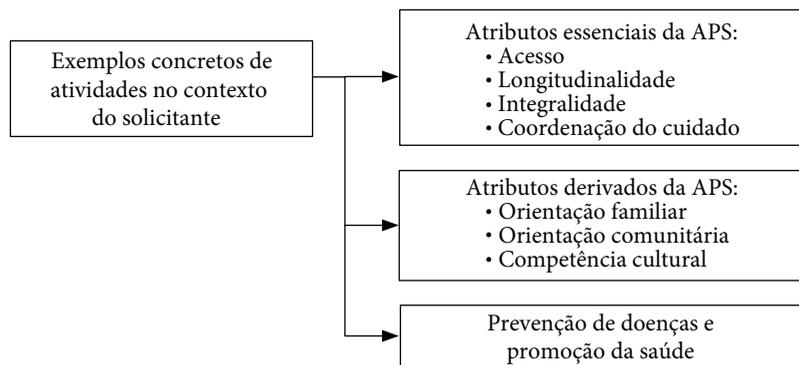 Exemplos concretos de
atividades no contexto
do solicitante
Atributos essenciais da APS:
• Acesso
• Longitudinalidade
• Integralidade
• Coordenação do cuidado
Atributos derivados da APS:
• Orientação familiar
• Orientação comunitária
• Competência cultural
Prevenção de doenças e
promoção da saúde